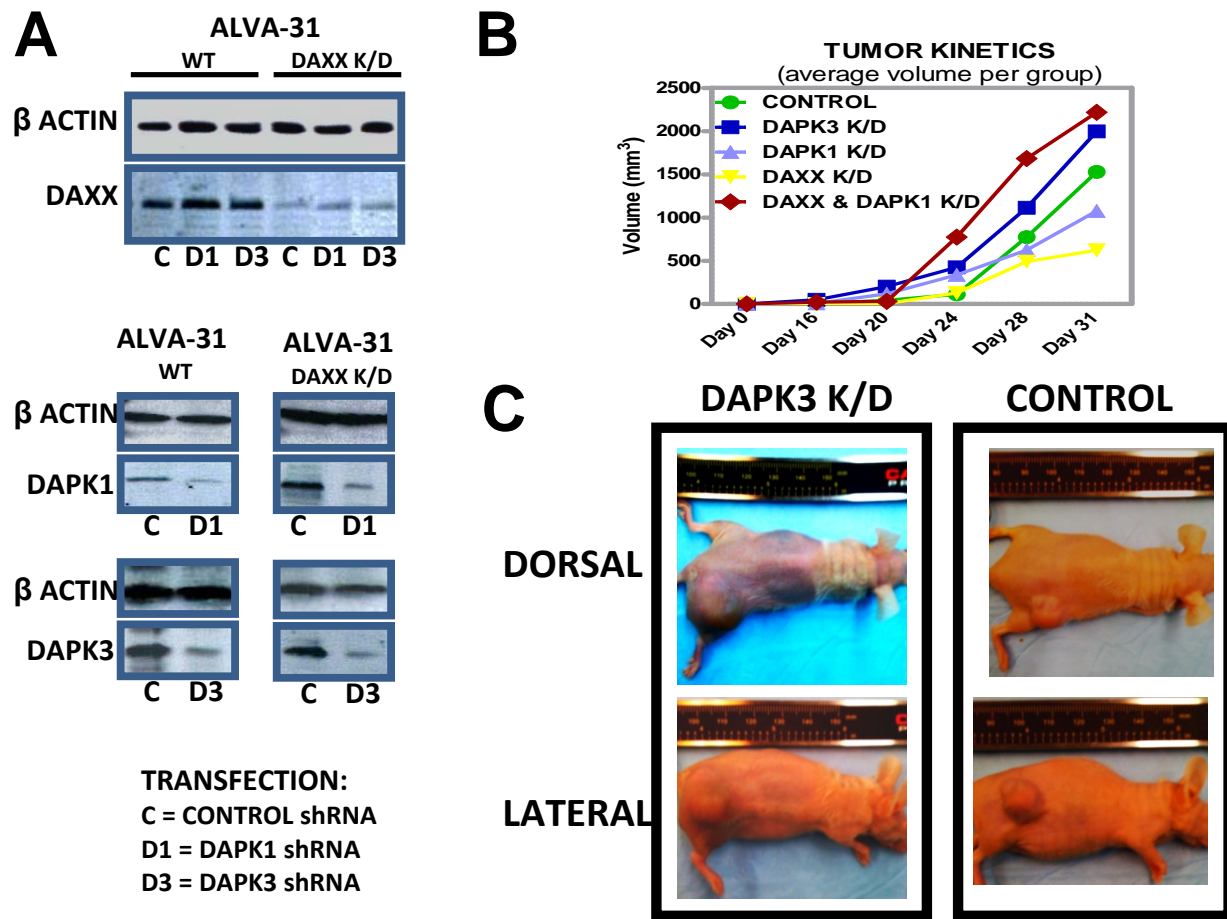 A
ALVA-31
WT DAXX K/D
β ACTIN
DAXX
C D1 D3 C D1 D3
ALVA-31
WT
ALVA-31
DAXX K/D
β ACTIN
DAPK1
C D1 C D1
β ACTIN
DAPK3
C D3 C D3
TRANSFECTION:
C = CONTROL shRNA
D1 = DAPK1 shRNA
D3 = DAPK3 shRNA
B
TUMOR KINETICS
(average volume per group)
Volume (mm³)
2500
2000
1500
1000
500
0
CONTROL
DAPK3 K/D
DAPK1 K/D
DAXX K/D
DAXX & DAPK1 K/D
Day 0 Day 16 Day 20 Day 24 Day 28 Day 31
C
DAPK3 K/D CONTROL
DORSAL
LATERAL